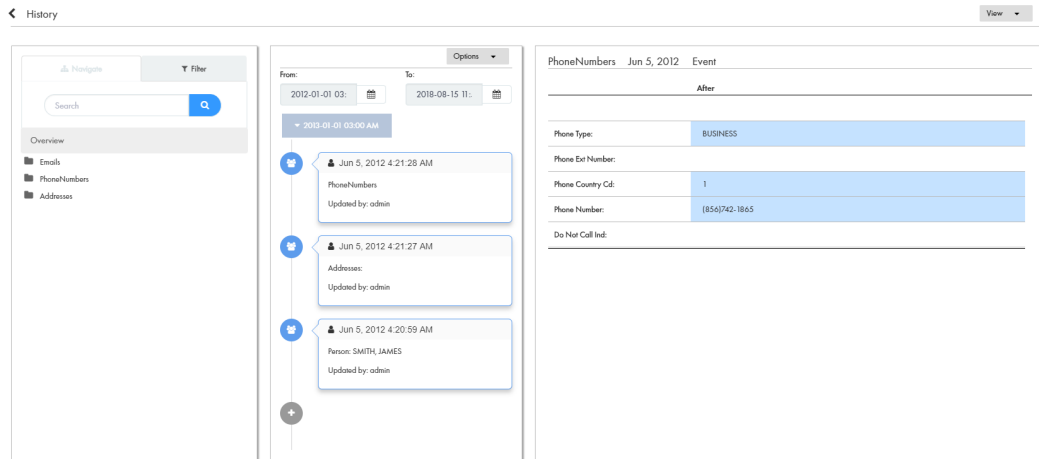 History
View
Navigate
Filter
Search
Overview
Emails
PhoneNumbers
Addresses
Options
From:
To:
2012-01-01 03:
2018-08-15 11:.
2013-01-01 03:00 AM
Jun 5, 2012 4:21:28 AM
PhoneNumbers
Updated by: admin
Jun 5, 2012 4:21:27 AM
Addresses:
Updated by: admin
Jun 5, 2012 4:20:59 AM
Person: SMITH, JAMES
Updated by: admin
PhoneNumbers Jun 5, 2012 Event
After
Phone Type: BUSINESS
Phone Ext Number:
Phone Country Cd: 1
Phone Number: (856)742-1865
Do Not Call Ind: